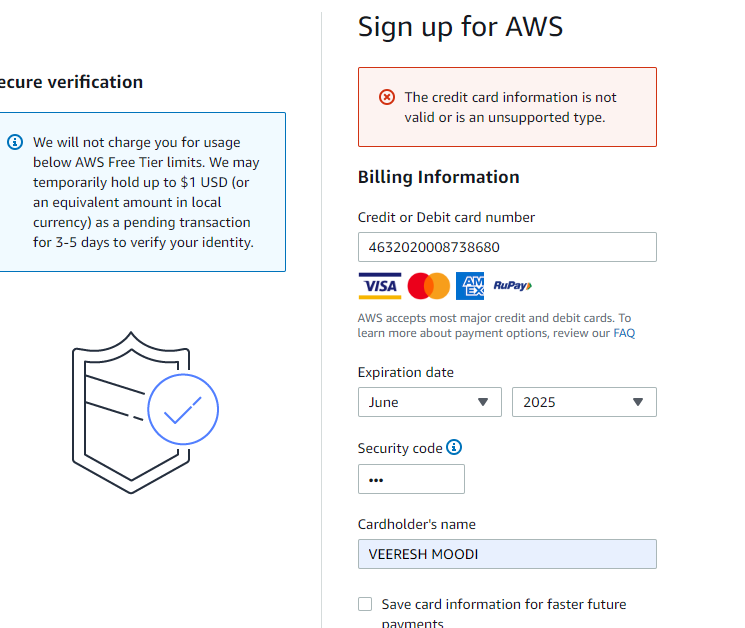 Sign up for AWS
ecure verification
We will not charge you for usage
below AWS Free Tier limits. We may
temporarily hold up to $1 USD (or
an equivalent amount in local
currency) as a pending transaction
for 3-5 days to verify your identity.
The credit card information is not
valid or is an unsupported type.
Billing Information
Credit or Debit card number
4632020008738680
VISA AM EX RuPay
AWS accepts most major credit and debit cards. To
learn more about payment options, review our FAQ
Expiration date
June 2025
Security code
•••
Cardholder's name
VEERESH MOODI
Save card information for faster future
payments